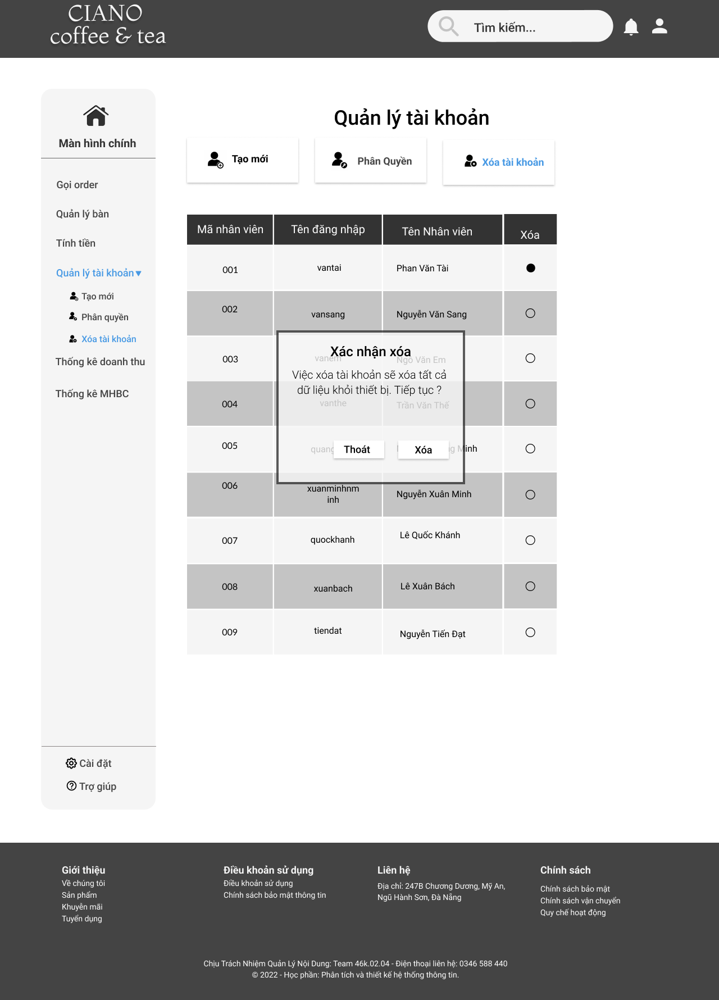 CIANO
coffee & tea
Tìm kiếm...
Màn hình chính
Gọi order
Quản lý bàn
Tính tiền
Quản lý tài khoản
Tạo mới
Phân quyền
Xóa tài khoản
Thống kê doanh thu
Thống kê MHBC
Cài đặt
Trợ giúp
Quản lý tài khoản
Tạo mới
Phân Quyền
Xóa tài khoản
Mã nhân viên Tên đăng nhập Tên Nhân viên Xóa
001 vantai Phan Văn Tài
002 vansang Nguyễn Văn Sang
003 vanem Ngô Văn Em
004 vanthe Trần Văn Thế
005 quang Minh
006 xuanminhnm
inh Nguyễn Xuân Minh
007 quockhanh Lê Quốc Khánh
008 xuanbach Lê Xuân Bách
009 tiendat Nguyễn Tiến Đạt
Xác nhận xóa
Việc xóa tài khoản sẽ xóa tất cả
dữ liệu khỏi thiết bị. Tiếp tục ?
Thoát
Xóa
Giới thiệu
Về chúng tôi
Sản phẩm
Khuyễn mãi
Tuyển dụng
Điều khoản sử dụng
Điều khoản sử dụng
Chính sách bảo mật thông tin
Liên hệ
Địa chỉ: 247B Chương Dương, Mỹ An,
Ngũ Hành Sơn, Đà Nẵng
Chính sách
Chính sách bảo mật
Chính sách vận chuyển
Quy chế hoạt động
Chịu Trách Nhiệm Quản Lý Nội Dung: Team 46k.02.04 - Điện thoại liên hệ: 0346 588 440
© 2022 - Học phần: Phân tích và thiết kế hệ thống thông tin.